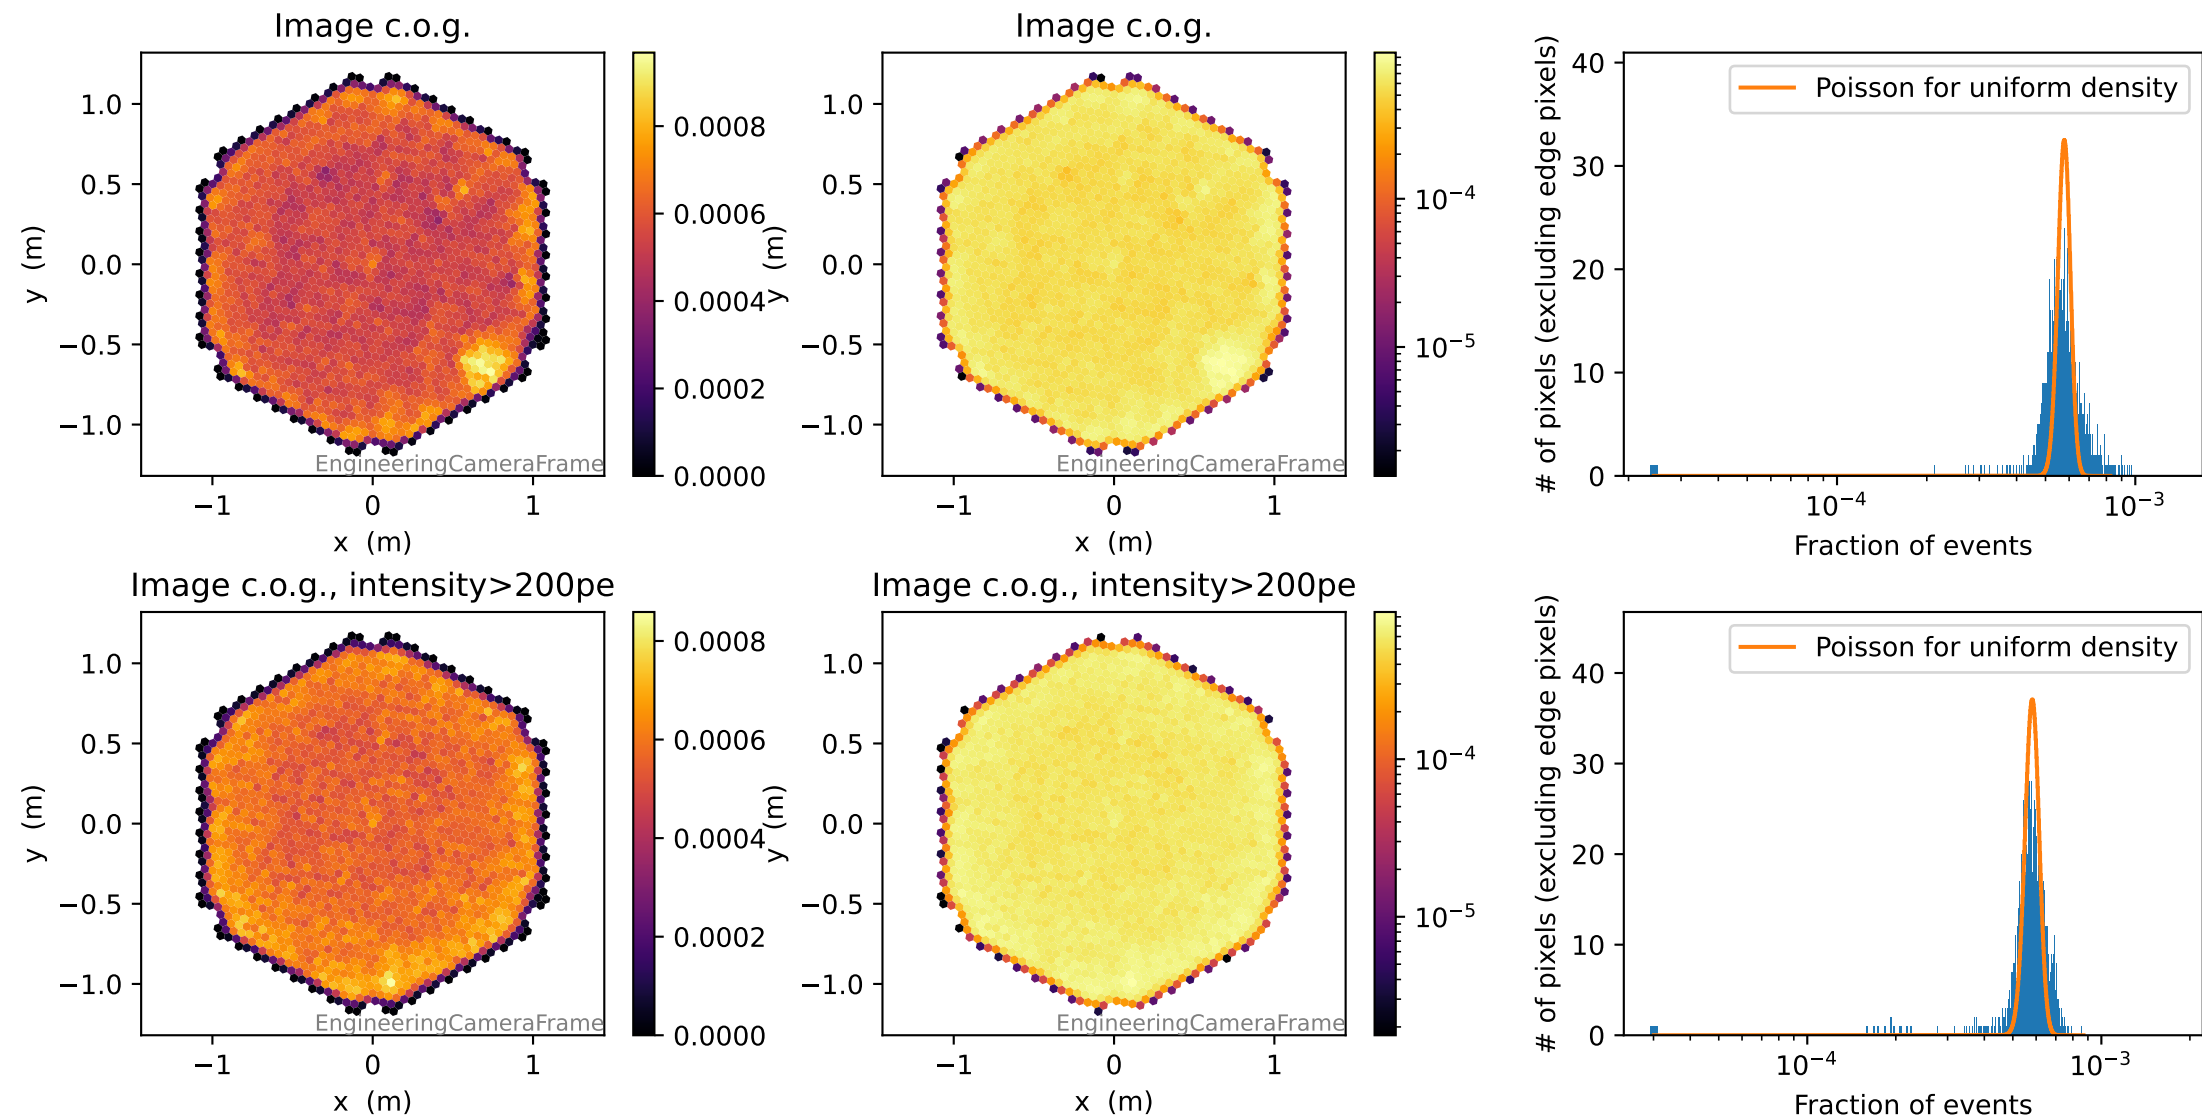 Image c.o.g.
1.0
0.5
0.0
−0.5
−1.0
y (m)
−1
0
1
x (m)
EngineeringCameraFrame
0.0008
0.0006
0.0004
0.0002
0.0000
Image c.o.g.
1.0
0.5
0.0
−0.5
−1.0
y (m)
−1
0
1
x (m)
EngineeringCameraFrame
10−4
10−5
40
30
20
10
0
# of pixels (excluding edge pixels)
Poisson for uniform density
10−4
10−3
Fraction of events
Image c.o.g., intensity>200pe
1.0
0.5
0.0
−0.5
−1.0
y (m)
−1
0
1
x (m)
EngineeringCameraFrame
0.0008
0.0006
0.0004
0.0002
0.0000
Image c.o.g., intensity>200pe
1.0
0.5
0.0
−0.5
−1.0
y (m)
−1
0
1
x (m)
EngineeringCameraFrame
10−4
10−5
40
30
20
10
0
# of pixels (excluding edge pixels)
Poisson for uniform density
10−4
10−3
Fraction of events